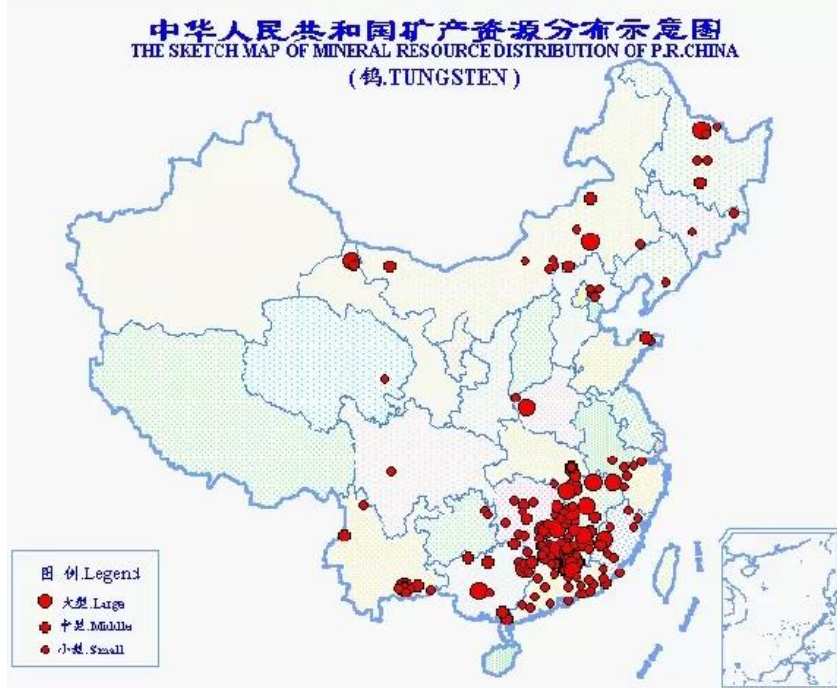 中华人民共和国矿产资源分布示意图
THE SKETCH MAP OF MINERAL RESOURCE DISTRIBUTION OF P.R.CHINA
(钨.TUNGSTEN)
图 例.Legend
大型.Large
中型.Middle
小型.Small